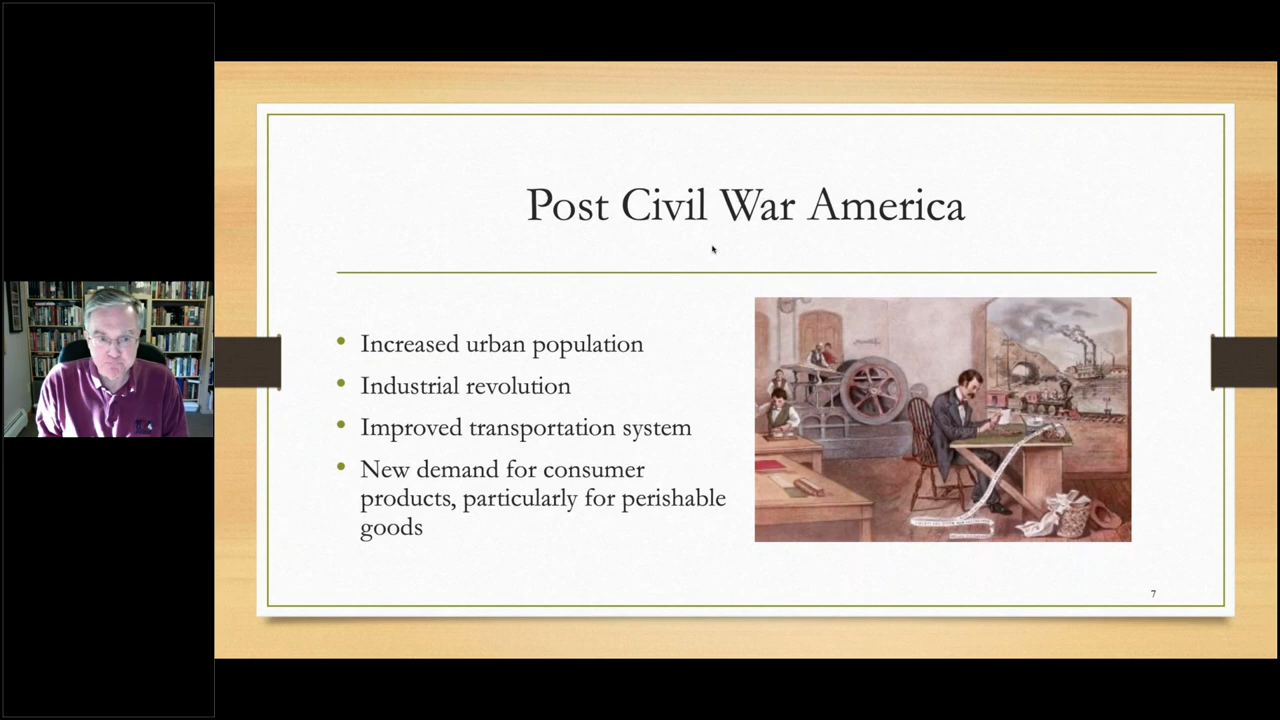 Post Civil War America
• Increased urban population
• Industrial revolution
• Improved transportation system
• New demand for consumer
products, particularly for perishable
goods
7